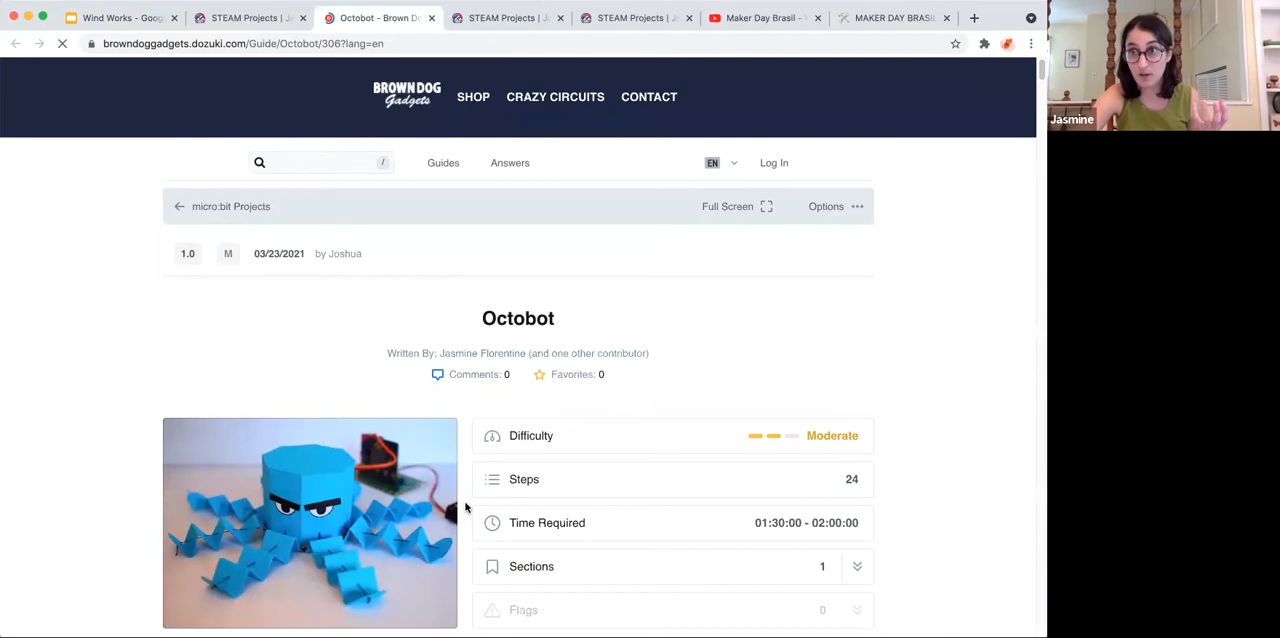 Wind Works - Goog
STEAM Projects | Ja
Octobot - Brown D
STEAM Projects | Ja
STEAM Projects | Ja
Maker Day Brasil -
MAKER DAY BRASIL
browndoggadgets.dozuki.com/Guide/Octobot/306?lang=en
Jasmine
BROWN DOG
Gadgets
SHOP CRAZY CIRCUITS CONTACT
/ Guides Answers EN Log In
micro:bit Projects Full Screen Options
1.0 M 03/23/2021 by Joshua
Octobot
Written By: Jasmine Florentine (and one other contributor)
Comments: 0 Favorites: 0
Difficulty Moderate
Steps 24
Time Required 01:30:00 - 02:00:00
Sections 1
Flags 0